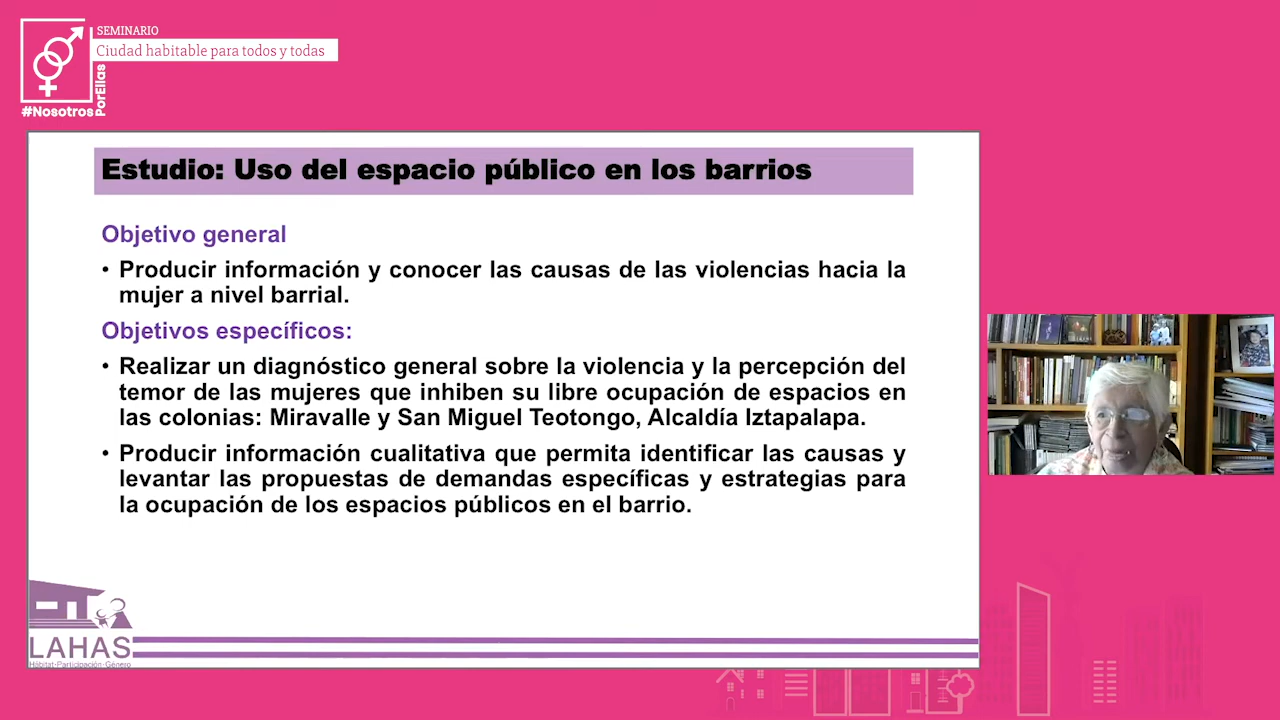 SEMINARIO
Ciudad habitable para todos y todas
#Nosotros
PorEllas
Estudio: Uso del espacio público en los barrios
Objetivo general
• Producir información y conocer las causas de las violencias hacia la
mujer a nivel barrial.
Objetivos específicos:
• Realizar un diagnóstico general sobre la violencia y la percepción del
temor de las mujeres que inhiben su libre ocupación de espacios en
las colonias: Miravalle y San Miguel Teotongo, Alcaldía Iztapalapa.
• Producir información cualitativa que permita identificar las causas y
levantar las propuestas de demandas específicas y estrategias para
la ocupación de los espacios públicos en el barrio.
LAHAS
Hábitat-Participación-Género